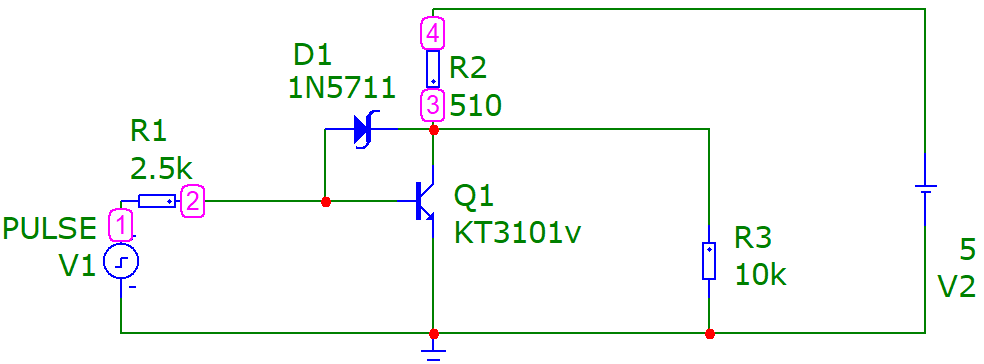 4
D1
1N5711
R2
510
3
R1
2.5k
2
Q1
KT3101v
PULSE
1
V1
R3
10k
5
V2